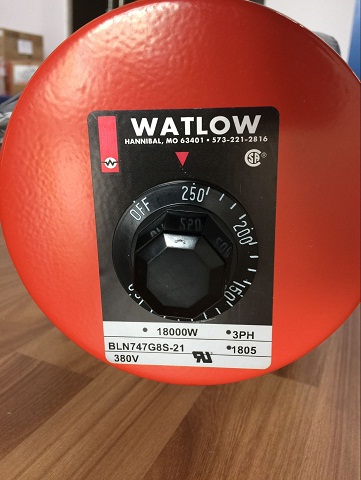 WATLOW
HANNIBAL, MO 63401 • 573-221-2816
OFF
250
200
150
18000W
3PH
BLN747G8S-21
1805
380V